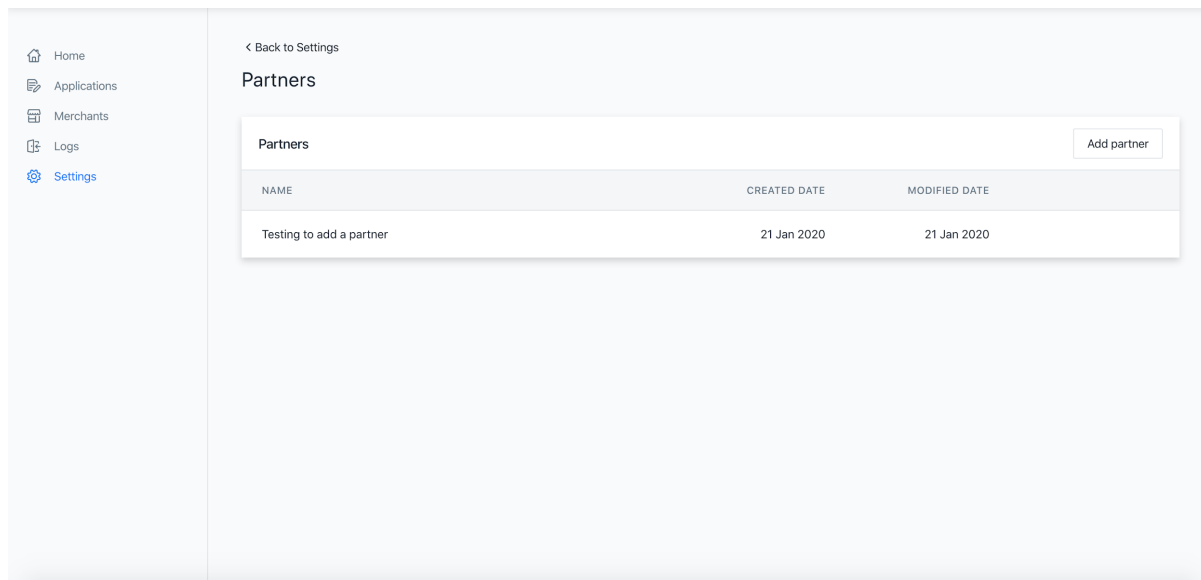 Home
Applications
Merchants
Logs
Settings
Back to Settings
Partners
Partners
Add partner
NAME CREATED DATE MODIFIED DATE
Testing to add a partner 21 Jan 2020 21 Jan 2020